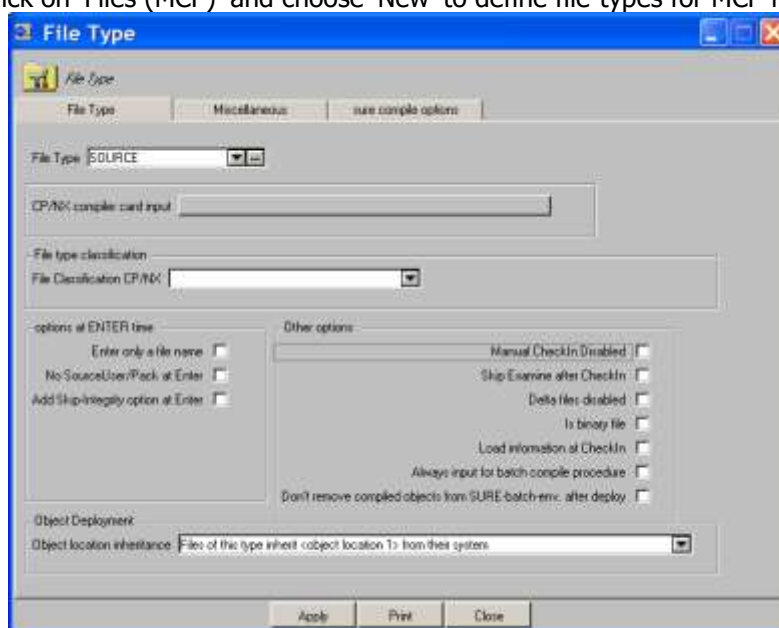 ick on 'Files (MCP)' and choose 'New' to define file types for MCP f
File Type
File Type
File Type Miscellaneous sure compile options
File Type SOURCE
CP/NX compiler card input
File type classification
File Classification CP/NX
options at ENTER time
Enter only a file name
No SourceUser/Pack at Enter
Add Skip-Integrity option at Enter
Other options
Manual CheckIn Disabled
Skip Examine after CheckIn
Delta files disabled
Is binary file
Load information at CheckIn
Always input for batch compile procedure
Don't remove compiled objects from SURE-batch-env. after deploy
Object Deployment
Object location inheritance Files of this type inherit <object location 1> from their system
Apply Print Close